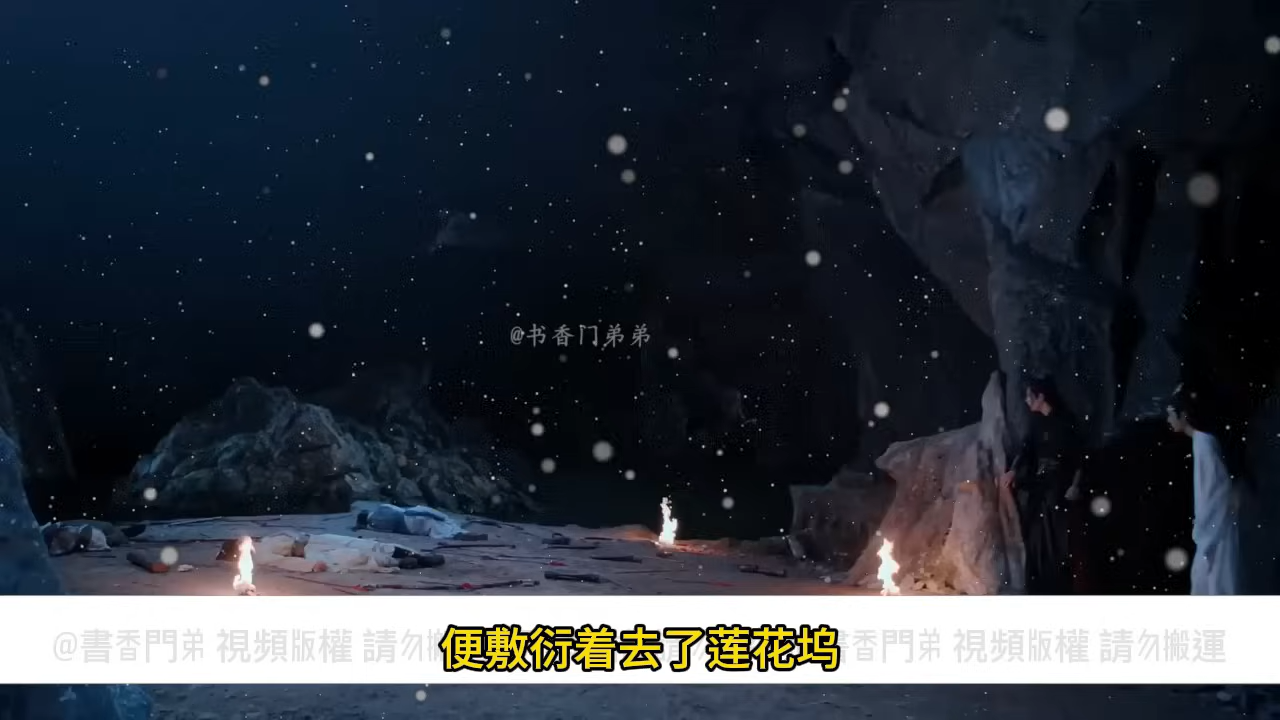 @书香门弟弟
@書香門弟 視頻版權 請勿搬運
便敷衍着去了莲花坞
書香門弟 視頻版權 請勿搬運